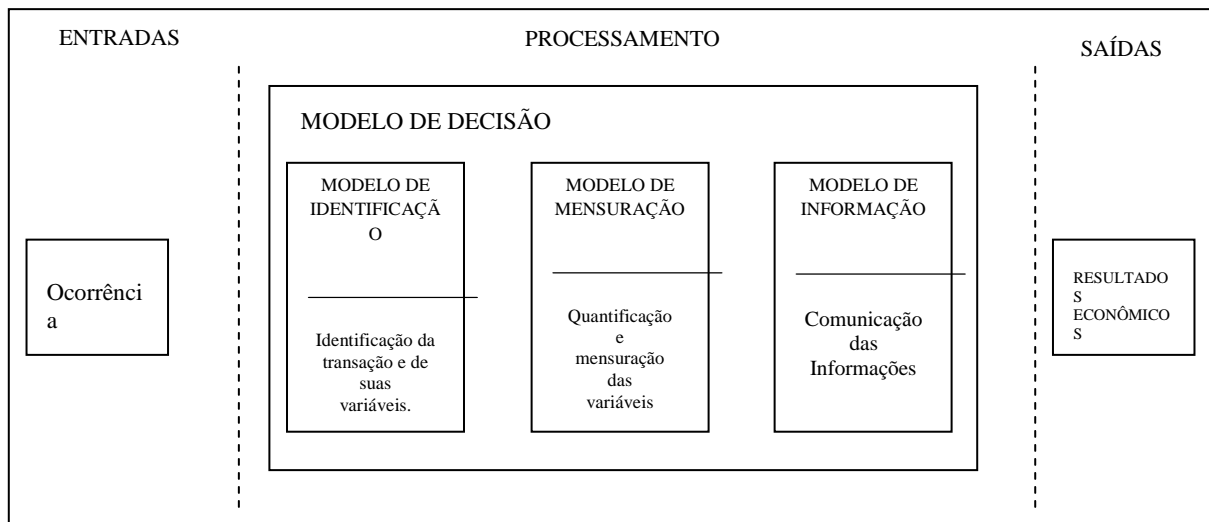 ENTRADAS
PROCESSAMENTO
SAÍDAS
MODELO DE DECISÃO
MODELO DE
IDENTIFICAÇÃ
O
Identificação da
transação e de
suas
variáveis.
MODELO DE
MENSURAÇÃO
Quantificação
e
mensuração
das
variáveis
MODELO DE
INFORMAÇÃO
Comunicação
das
Informações
Ocorrênci
a
RESULTADO
S
ECONÔMICO
S